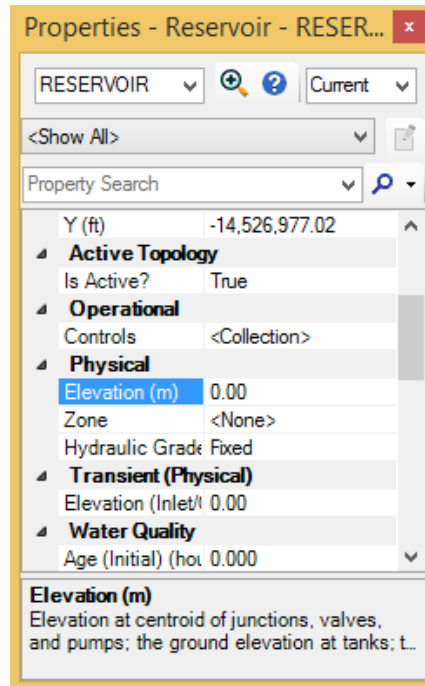 Properties - Reservoir - RESER... x
RESERVOIR Current
<Show All>
Property Search
Y (ft) -14,526,977.02
Active Topology
Is Active? True
Operational
Controls <Collection>
Physical
Elevation (m) 0.00
Zone <None>
Hydraulic Grade Fixed
Transient (Physical)
Elevation (Inlet/ 0.00
Water Quality
Age (Initial) (hou 0.000
Elevation (m)
Elevation at centroid of junctions, valves,
and pumps; the ground elevation at tanks; t...